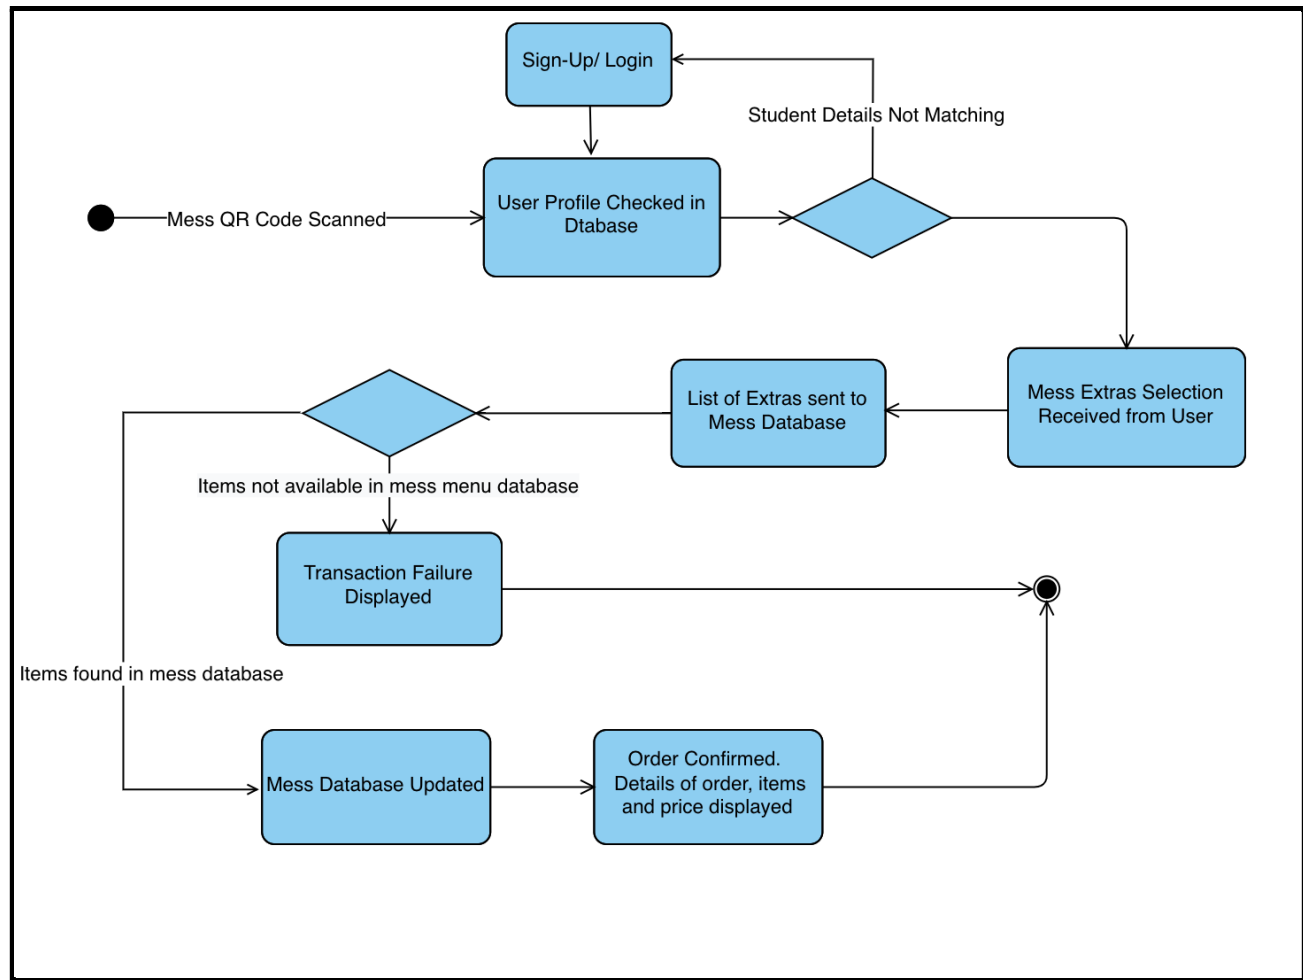 Sign-Up/ Login
Student Details Not Matching
Mess QR Code Scanned
User Profile Checked in
Dtabase
Mess Extras Selection
Received from User
List of Extras sent to
Mess Database
Items not available in mess menu database
Transaction Failure
Displayed
Items found in mess database
Mess Database Updated
Order Confirmed.
Details of order, items
and price displayed